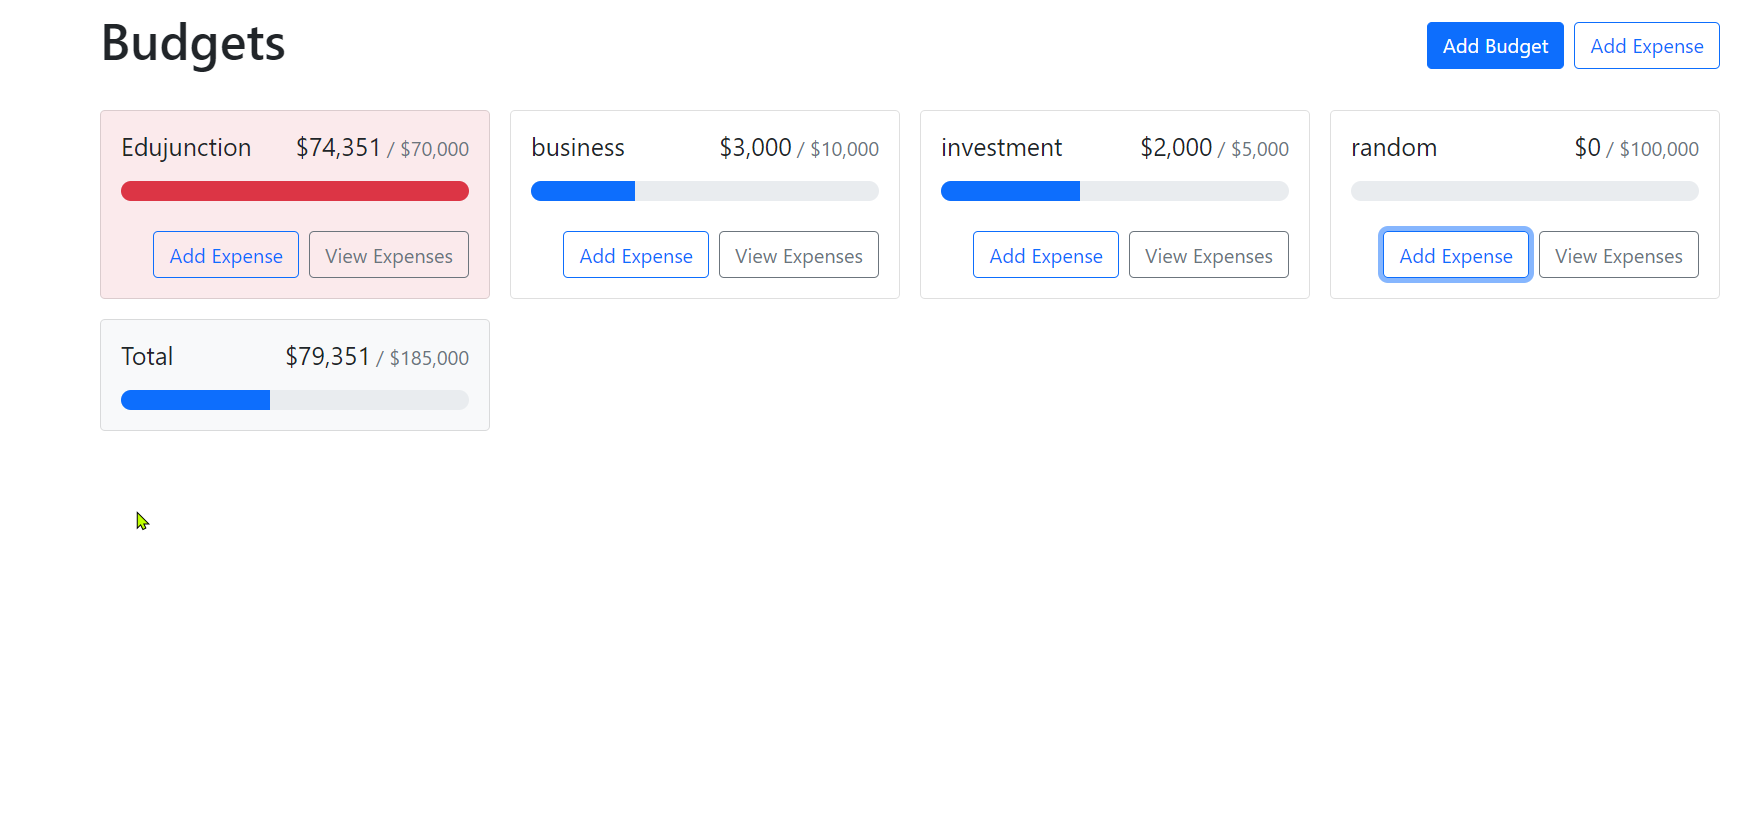 Budgets
Add Budget Add Expense
Edujunction $74,351 / $70,000
Add Expense View Expenses
business $3,000 / $10,000
Add Expense View Expenses
investment $2,000 / $5,000
Add Expense View Expenses
random $0 / $100,000
Add Expense View Expenses
Total $79,351 / $185,000